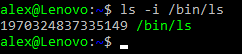 alex@Lenovo:~$ ls -i /bin/ls
1970324837335149 /bin/ls
alex@Lenovo:~$